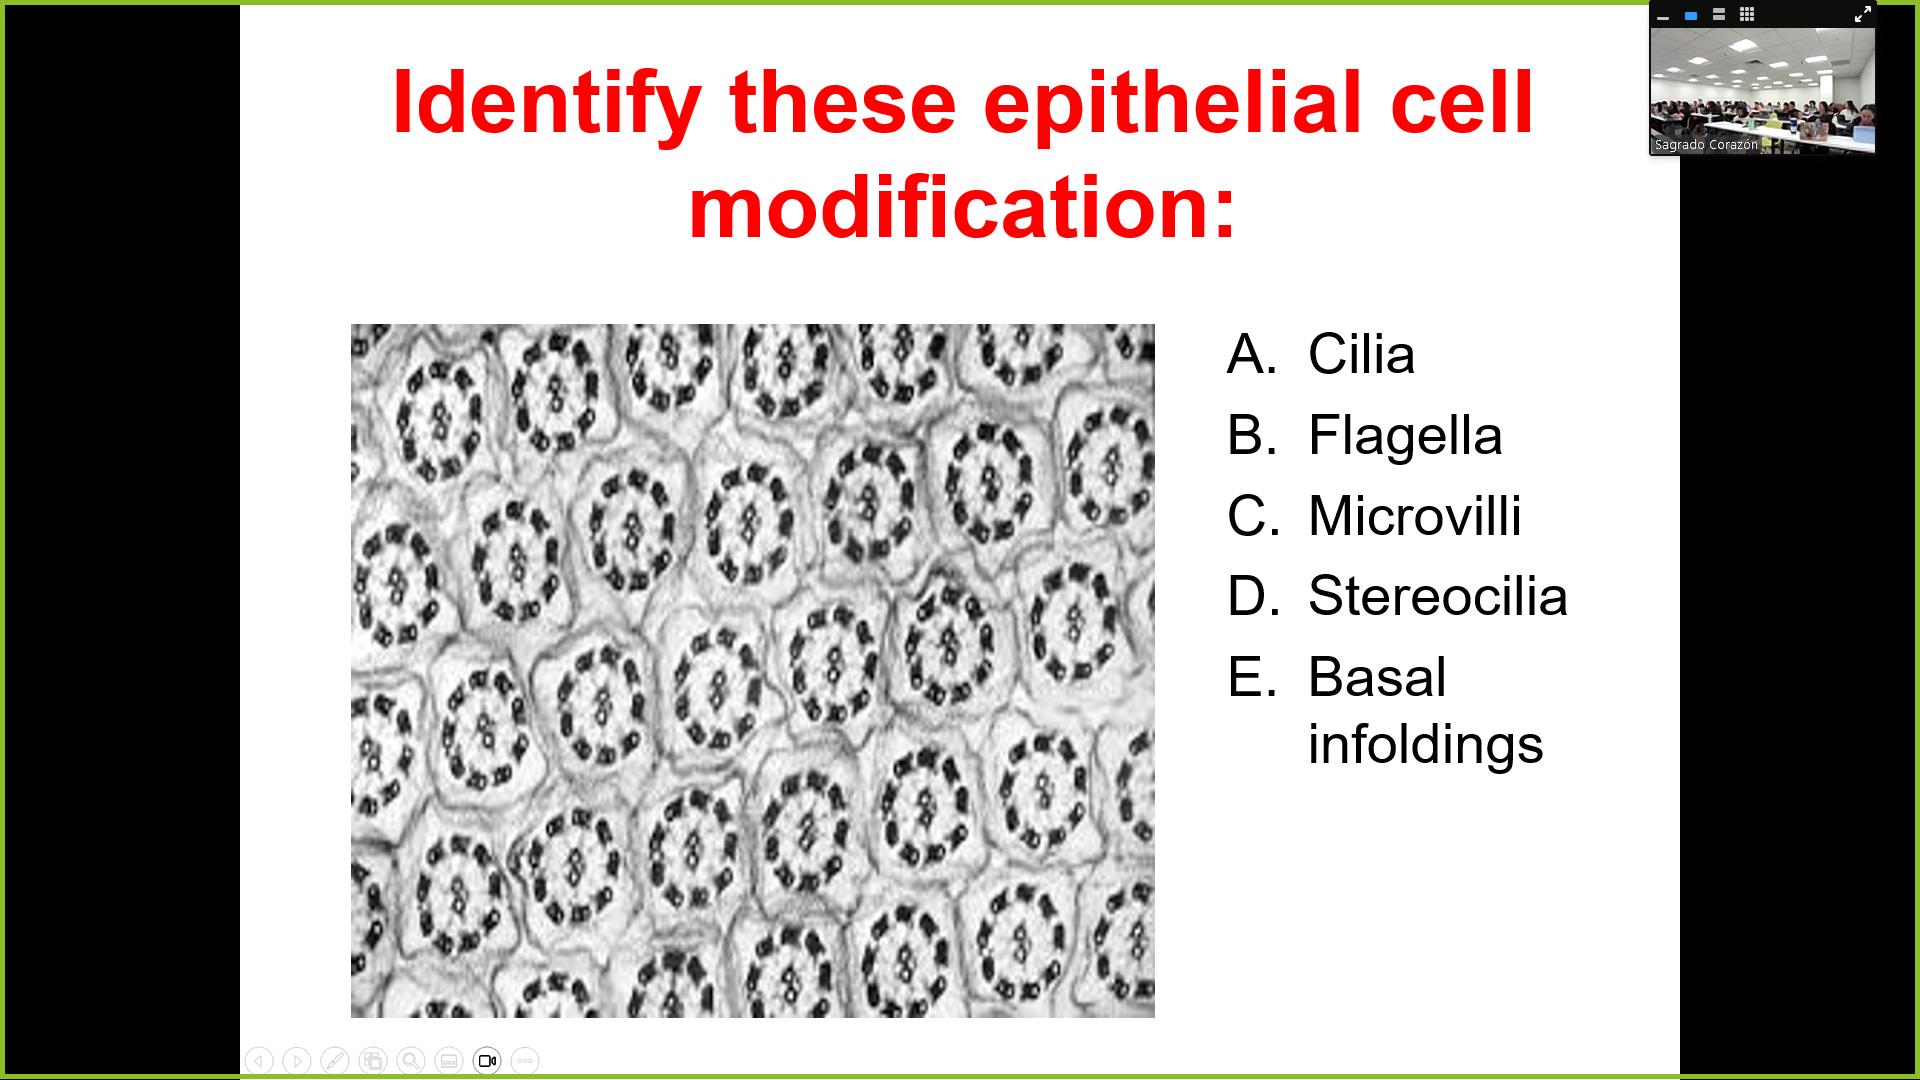 Identify these epithelial cell
modification:
Sagrado Corazón
A. Cilia
B. Flagella
C. Microvilli
D. Stereocilia
E. Basal
infoldings